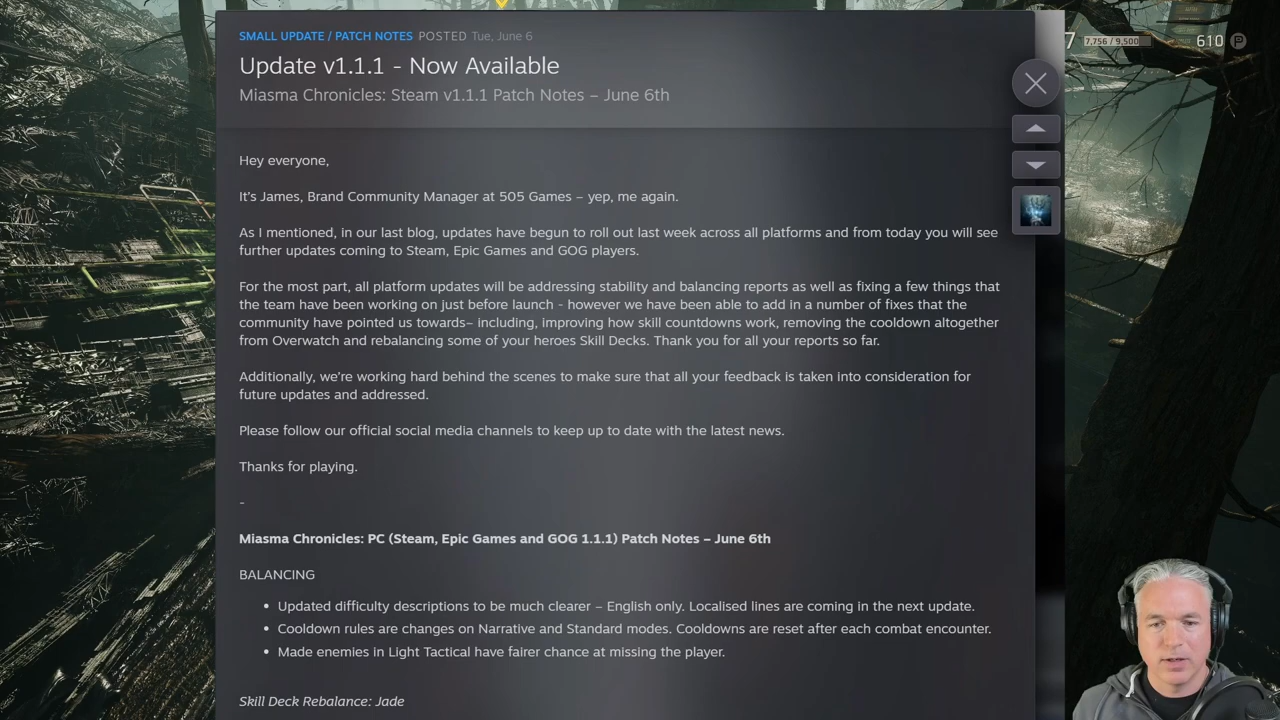 SMALL UPDATE / PATCH NOTES POSTED Tue, June 6
Update v1.1.1 - Now Available
Miasma Chronicles: Steam v1.1.1 Patch Notes – June 6th
7
7,756 / 9,500
610 P
Hey everyone,
It's James, Brand Community Manager at 505 Games – yep, me again.
As I mentioned, in our last blog, updates have begun to roll out last week across all platforms and from today you will see
further updates coming to Steam, Epic Games and GOG players.
For the most part, all platform updates will be addressing stability and balancing reports as well as fixing a few things that
the team have been working on just before launch - however we have been able to add in a number of fixes that the
community have pointed us towards– including, improving how skill countdowns work, removing the cooldown altogether
from Overwatch and rebalancing some of your heroes Skill Decks. Thank you for all your reports so far.
Additionally, we're working hard behind the scenes to make sure that all your feedback is taken into consideration for
future updates and addressed.
Please follow our official social media channels to keep up to date with the latest news.
Thanks for playing.
-
Miasma Chronicles: PC (Steam, Epic Games and GOG 1.1.1) Patch Notes – June 6th
BALANCING
• Updated difficulty descriptions to be much clearer – English only. Localised lines are coming in the next update.
• Cooldown rules are changes on Narrative and Standard modes. Cooldowns are reset after each combat encounter.
• Made enemies in Light Tactical have fairer chance at missing the player.
Skill Deck Rebalance: Jade